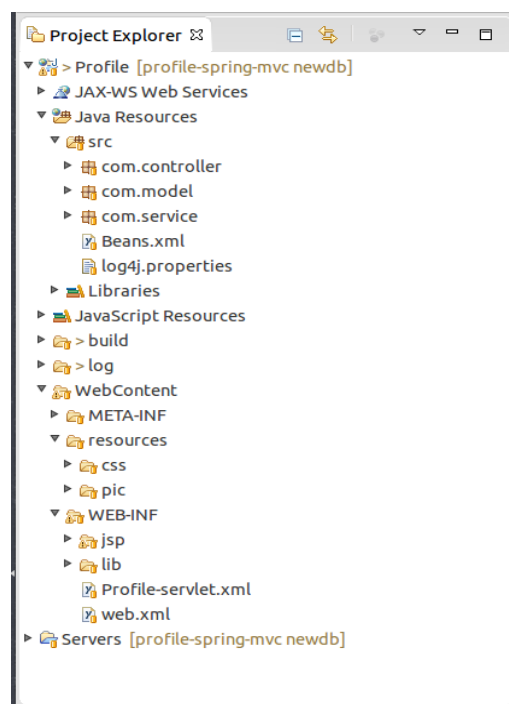 Project Explorer
> Profile [profile-spring-mvc newdb]
JAX-WS Web Services
Java Resources
src
com.controller
com.model
com.service
Beans.xml
log4j.properties
Libraries
JavaScript Resources
> build
> log
WebContent
META-INF
resources
css
pic
WEB-INF
jsp
lib
Profile-servlet.xml
web.xml
Servers [profile-spring-mvc newdb]